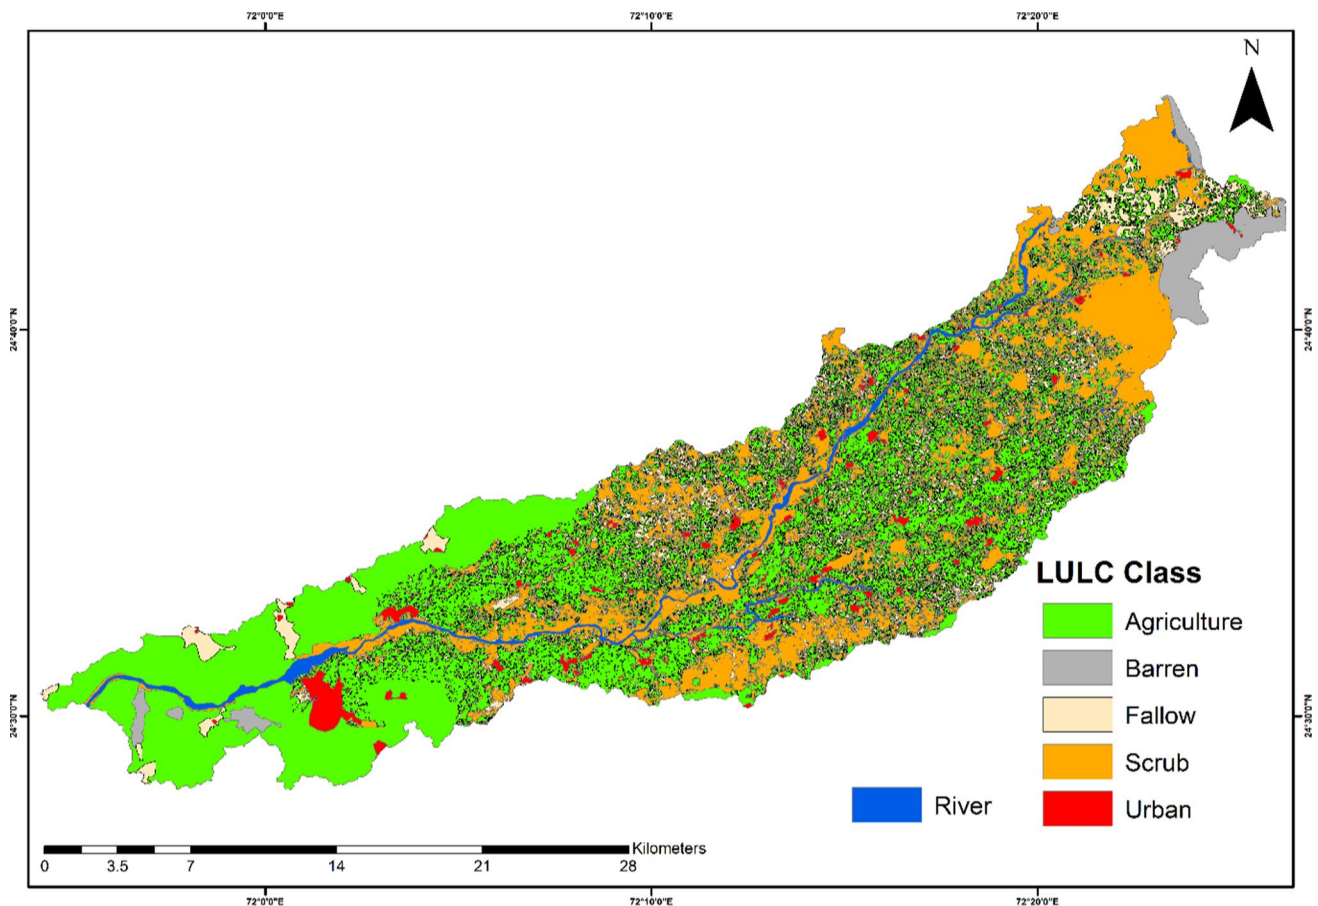 72°0'0"E 72°10'0"E 72°20'0"E
N
24°40'0"N 24°40'0"N
LULC Class
Agriculture
Barren
Fallow
Scrub
River Urban
24°30'0"N 24°30'0"N
Kilometers
0 3.5 7 14 21 28
72°0'0"E 72°10'0"E 72°20'0"E